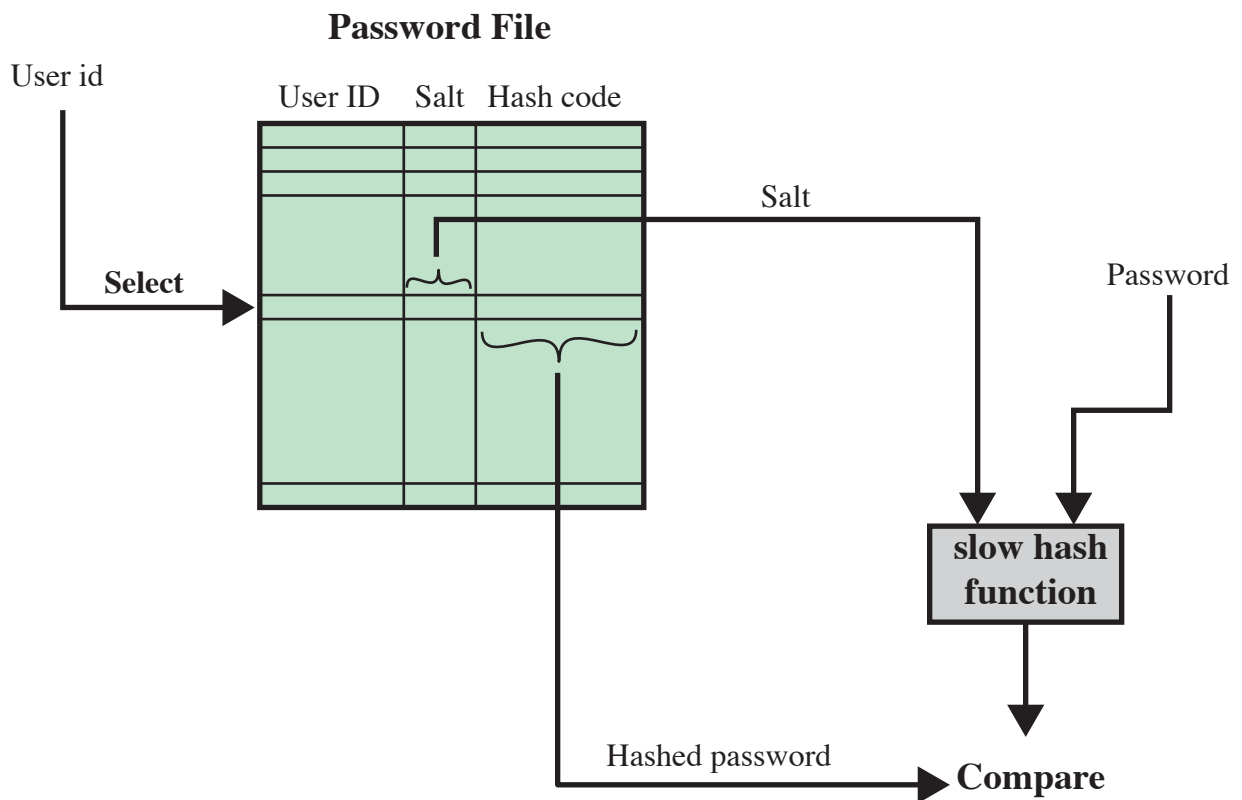 Password File
User id
User ID Salt Hash code
Salt
Select
Password
slow hash
function
Hashed password
Compare